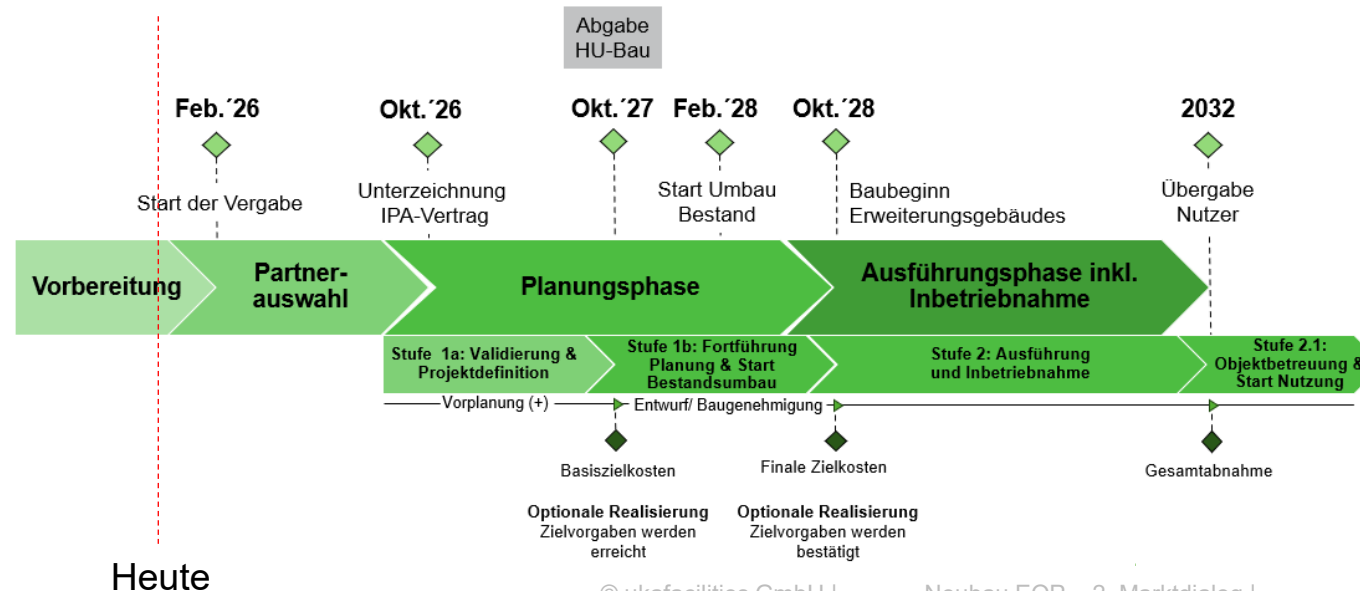 Abgabe
HU-Bau
Feb.´26
Okt.´26
Okt.´27
Feb.´28
Okt.´28
2032
Start der Vergabe
Unterzeichnung
IPA-Vertrag
Start Umbau
Bestand
Baubeginn
Erweiterungsgebäudes
Übergabe
Nutzer
Vorbereitung
Partner-
auswahl
Planungsphase
Ausführungsphase inkl.
Inbetriebnahme
Stufe 1a: Validierung &
Projektdefinition
Stufe 1b: Fortführung
Planung & Start
Bestandsumbau
Stufe 2: Ausführung
und Inbetriebnahme
Stufe 2.1:
Objektbetreuung &
Start Nutzung
Vorplanung (+)
Entwurf/ Baugenehmigung
Basiszielkosten
Finale Zielkosten
Gesamtabnahme
Optionale Realisierung
Zielvorgaben werden
erreicht
Optionale Realisierung
Zielvorgaben werden
bestätigt
Heute